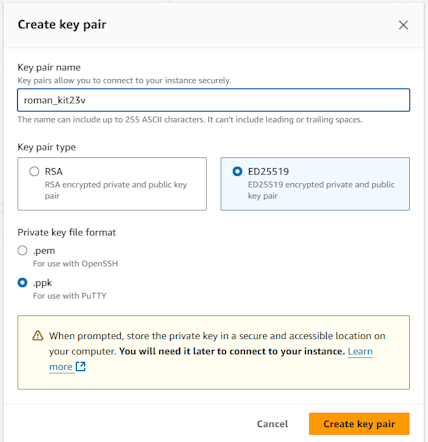 Create key pair
Key pair name
Key pairs allow you to connect to your instance securely.
roman_kit23v
The name can include up to 255 ASCII characters. It can't include leading or trailing spaces.
Key pair type
RSA
RSA encrypted private and public key
pair
ED25519
ED25519 encrypted private and public
key pair
Private key file format
.pem
For use with OpenSSH
.ppk
For use with PuTTY
When prompted, store the private key in a secure and accessible location on
your computer. You will need it later to connect to your instance. Learn
more
Cancel
Create key pair